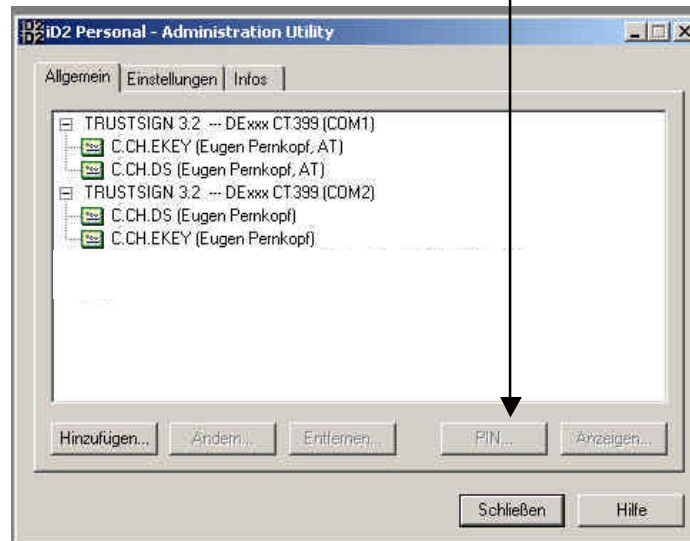 iD2 Personal - Administration Utility
Allgemein Einstellungen Infos
TRUSTSIGN 3.2 --- DExxx CT.399 (COM1)
C.CH.EKEY (Eugen Pernkopf, AT)
C.CH.DS (Eugen Pernkopf, AT)
TRUSTSIGN 3.2 --- DExxx CT.399 (COM2)
C.CH.DS (Eugen Pernkopf)
C.CH.EKEY (Eugen Pernkopf)
Hinzufügen... Ändern... Entfernen... PIN... Anzeigen...
Schließen Hilfe